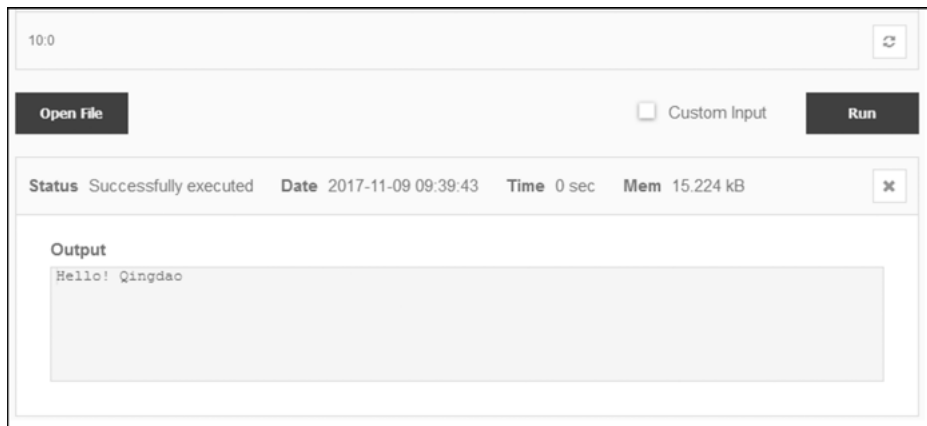 10:0
Open File Custom Input Run
Status Successfully executed Date 2017-11-09 09:39:43 Time 0 sec Mem 15.224 kB
Output
Hello! Qingdao